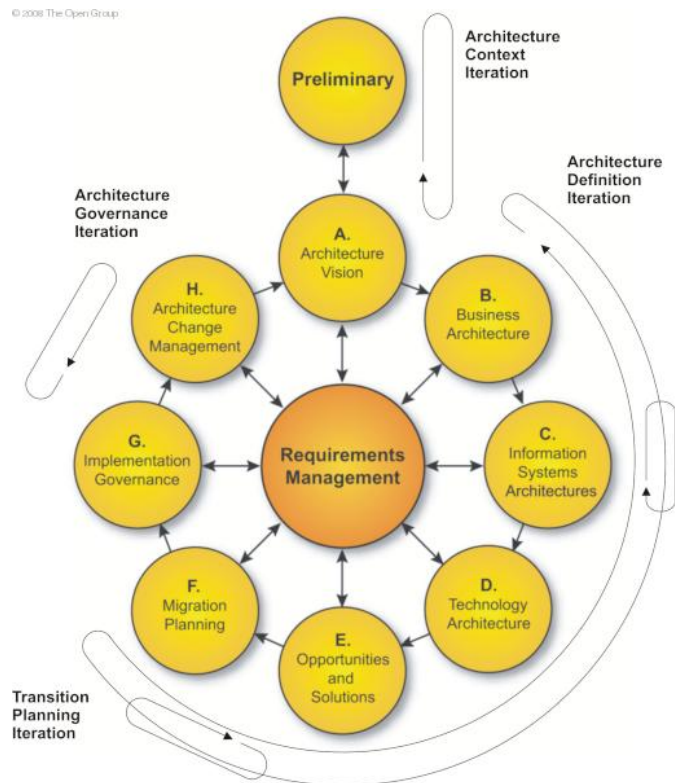 © 2008 The Open Group
Preliminary
Architecture
Context
Iteration
Architecture
Definition
Iteration
Architecture
Governance
Iteration
A.
Architecture
Vision
H.
Architecture
Change
Management
B.
Business
Architecture
G.
Implementation
Governance
Requirements
Management
C.
Information
Systems
Architectures
F.
Migration
Planning
D.
Technology
Architecture
E.
Opportunities
and
Solutions
Transition
Planning
Iteration